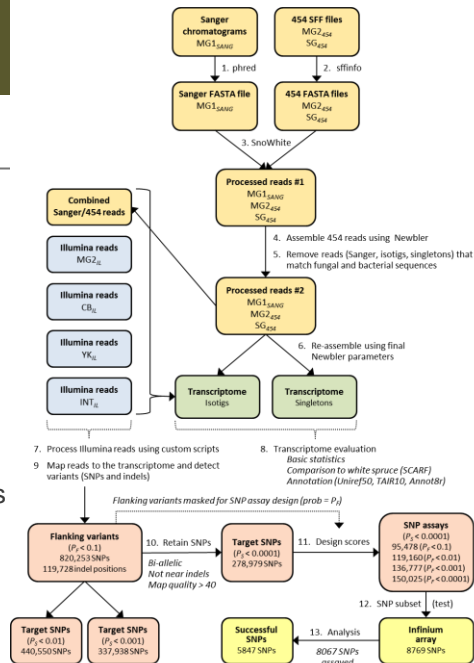 Sanger
chromatograms
MG1SANG
454 SFF files
MG2454
SG454
1. phred
2. sffinfo
Sanger FASTA file
MG1SANG
454 FASTA files
MG2454
SG454
3. SnoWhite
Processed reads #1
MG1SANG
MG2454
SG454
Combined
Sanger/454 reads
4. Assemble 454 reads using Newbler
5. Remove reads (Sanger, isotigs, singletons) that
match fungal and bacterial sequences
Illumina reads
MG2IL
Processed reads #2
MG1SANG
MG2454
SG454
Illumina reads
CBIL
Illumina reads
YKIL
6. Re-assemble using final
Newbler parameters
Illumina reads
INTIL
Transcriptome
Isotigs
Transcriptome
Singletons
7. Process Illumina reads using custom scripts
9 Map reads to the transcriptome and detect
variants (SNPs and indels)
8. Transcriptome evaluation
Basic statistics
Comparison to white spruce (SCARF)
Annotation (Uniref50, TAIR10, Annot8r)
s
Flanking variants masked for SNP assay design (prob = PF)
Flanking variants
(PF < 0.1)
820,253 SNPs
119,728 indel positions
10. Retain SNPs
Bi-allelic
Not near indels
Map quality > 40
Target SNPs
(PS < 0.0001)
278,979 SNPs
11. Design scores
SNP assays
(PS < 0.0001)
95,478 (PF < 0.1)
119,160 (PF < 0.01)
136,777 (PF < 0.001)
150,025 (PF < 0.0001)
12. SNP subset (test)
Target SNPs
(PS < 0.01)
440,550 SNPs
Target SNPs
(PS < 0.001)
337,938 SNPs
Successful
SNPs
5847 SNPs
13. Analysis
8067 SNPs
assayed
Infinium
array
8769 SNPs